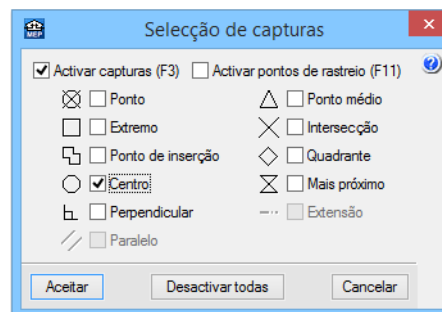 MEP Selecção de capturas
Activar capturas (F3) Activar pontos de rastreio (F11)
Ponto Ponto médio
Extremo Intersecção
Ponto de inserção Quadrante
Centro Mais próximo
Perpendicular Extensão
Paralelo
Aceitar Desactivar todas Cancelar